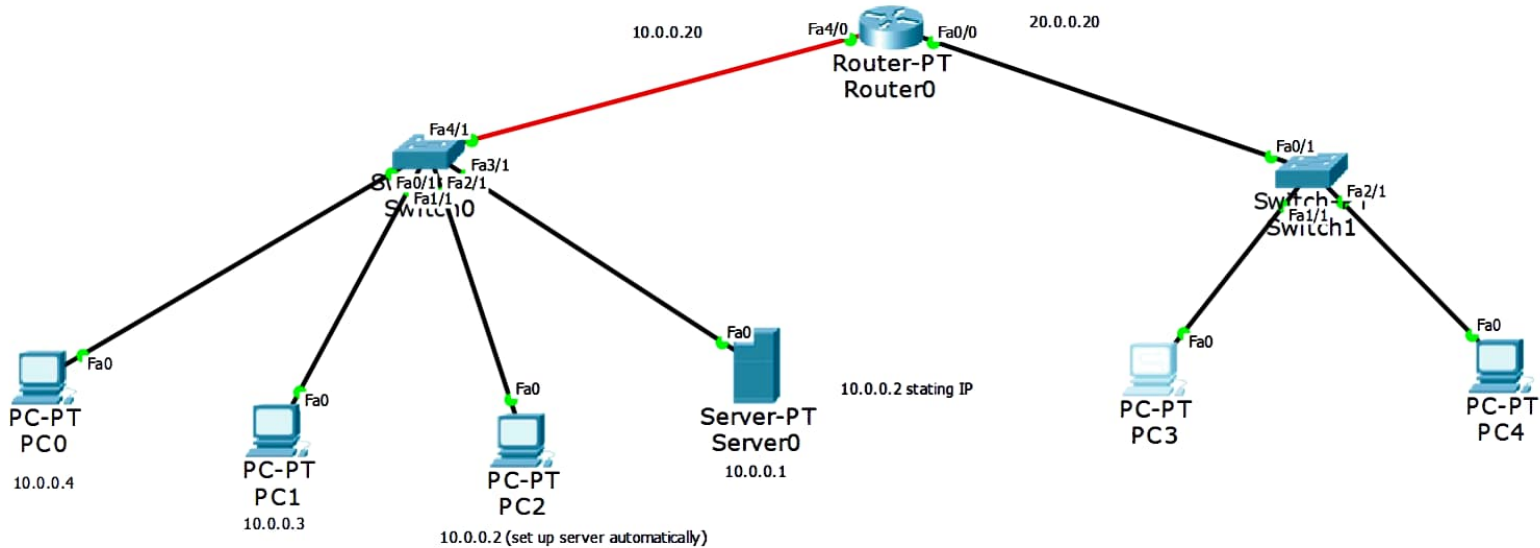 10.0.0.20
Fa4/0
Fa0/0
20.0.0.20
Router-PT
Router0
Fa4/1
Fa3/1
Fa0/1
Fa2/1
Fa1/1
Switch0
Fa0/1
Fa2/1
Fa1/1
Switch1
Fa0
PC-PT
PC0
10.0.0.4
Fa0
PC-PT
PC1
10.0.0.3
Fa0
PC-PT
PC2
10.0.0.2 (set up server automatically)
Fa0
Server-PT
Server0
10.0.0.1
10.0.0.2 stating IP
Fa0
PC-PT
PC3
Fa0
PC-PT
PC4